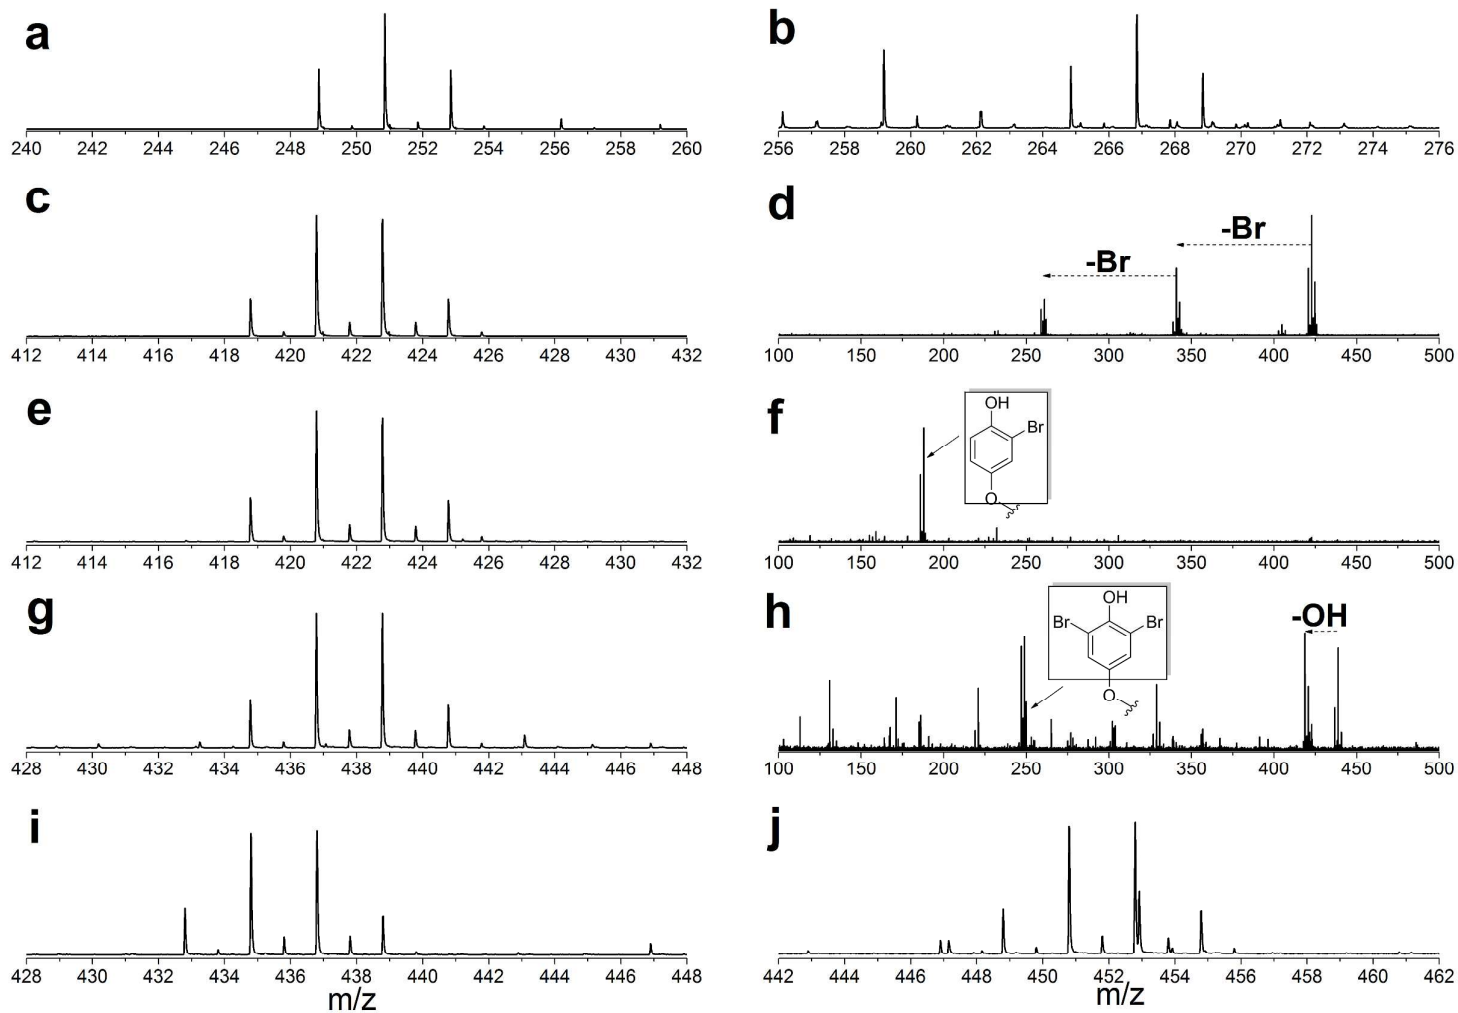 a
240 242 244 246 248 250 252 254 256 258 260
b
256 258 260 262 264 266 268 270 272 274 276
c
412 414 416 418 420 422 424 426 428 430 432
d
-Br
-Br
100 150 200 250 300 350 400 450 500
e
412 414 416 418 420 422 424 426 428 430 432
f
OH
Br
O
100 150 200 250 300 350 400 450 500
g
428 430 432 434 436 438 440 442 444 446 448
h
OH
Br Br
O
-OH
100 150 200 250 300 350 400 450 500
i
428 430 432 434 436 438 440 442 444 446 448
m/z
j
442 444 446 448 450 452 454 456 458 460 462
m/z